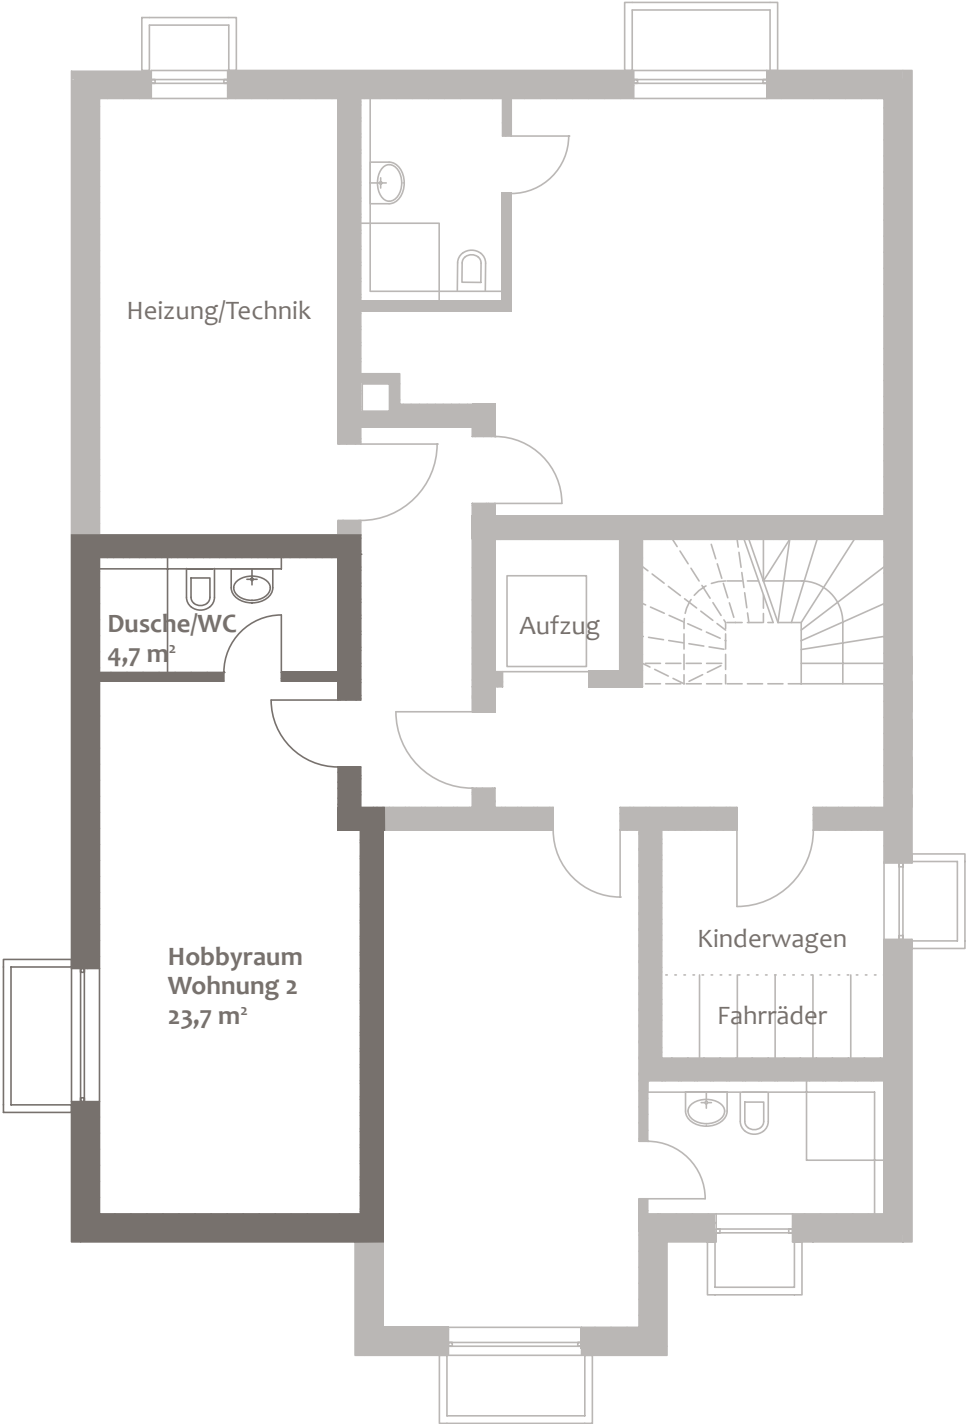 Heizung/Technik
Dusche/WC
4,7 m²
Aufzug
Hobbyraum
Wohnung 2
23,7 m²
Kinderwagen
Fahrräder